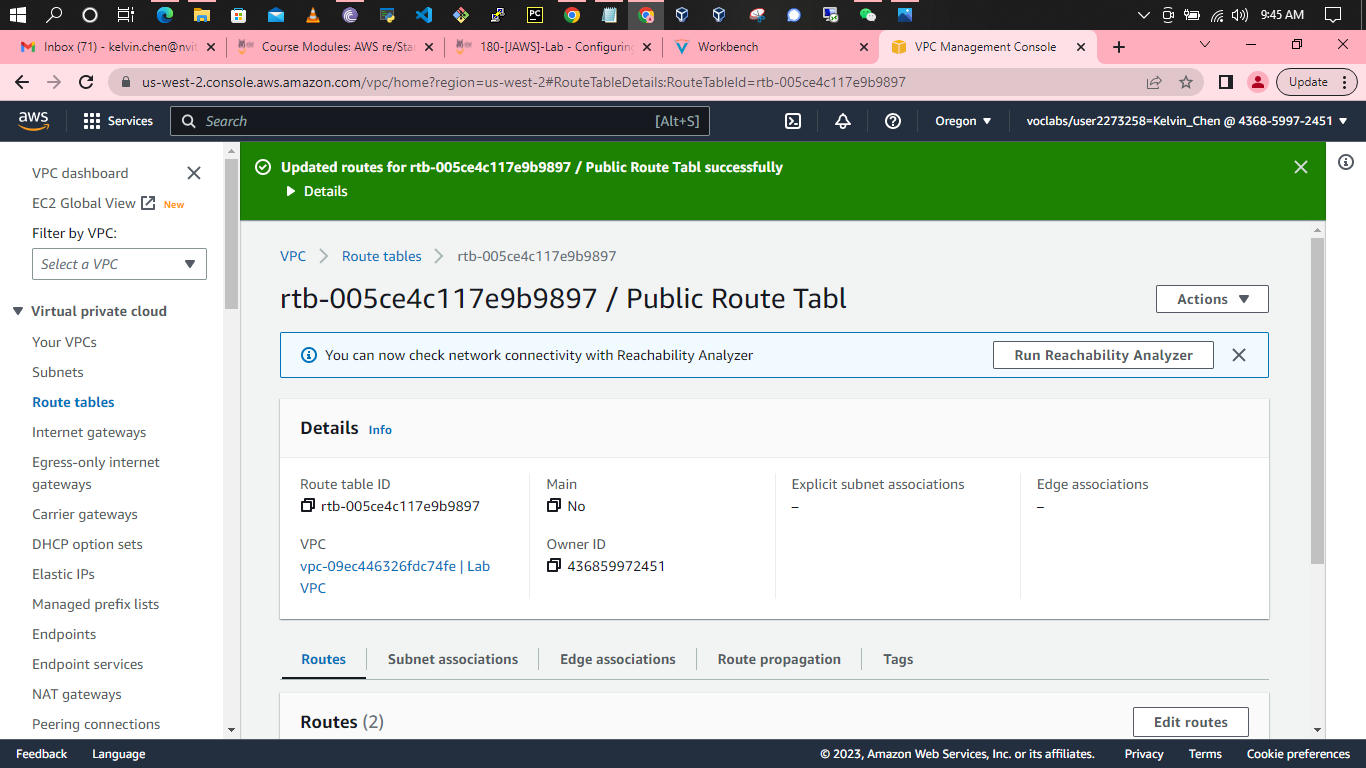 9:45 AM
Inbox (71) - kelvin.chen@nvit
Course Modules: AWS re/Star
180-[JAWS]-Lab - Configuring
Workbench
VPC Management Console
us-west-2.console.aws.amazon.com/vpc/home?region=us-west-2#RouteTableDetails:RouteTableId=rtb-005ce4c117e9b9897
Update
aws
Services
Search
[Alt+S]
Oregon
voclabs/user2273258=Kelvin_Chen @ 4368-5997-2451
VPC dashboard
EC2 Global View
New
Filter by VPC:
Select a VPC
Virtual private cloud
Your VPCs
Subnets
Route tables
Internet gateways
Egress-only internet
gateways
Carrier gateways
DHCP option sets
Elastic IPs
Managed prefix lists
Endpoints
Endpoint services
NAT gateways
Peering connections
Updated routes for rtb-005ce4c117e9b9897 / Public Route Tabl successfully
Details
VPC
Route tables
rtb-005ce4c117e9b9897
rtb-005ce4c117e9b9897 / Public Route Tabl
Actions
You can now check network connectivity with Reachability Analyzer
Run Reachability Analyzer
Details
Info
Route table ID
rtb-005ce4c117e9b9897
Main
No
Explicit subnet associations
–
Edge associations
–
VPC
vpc-09ec446326fdc74fe | Lab
VPC
Owner ID
436859972451
Routes
Subnet associations
Edge associations
Route propagation
Tags
Routes (2)
Edit routes
Feedback
Language
© 2023, Amazon Web Services, Inc. or its affiliates.
Privacy
Terms
Cookie preferences